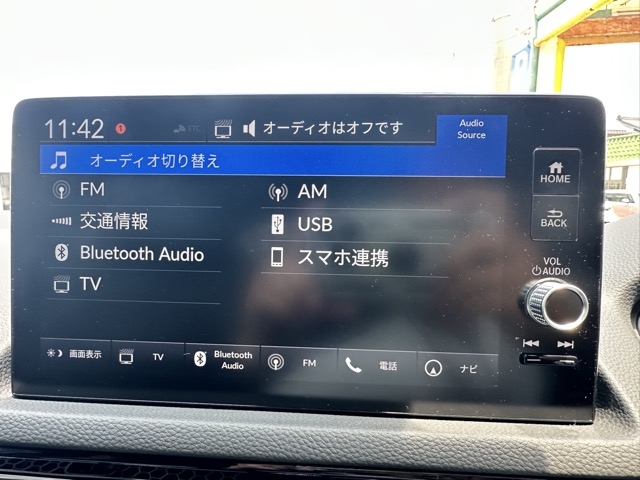 11:42
1
ETC
オーディオはオフです
Audio
Source
オーディオ切り替え
FM
AM
交通情報
USB
Bluetooth Audio
スマホ連携
TV
画面表示
TV
Bluetooth
Audio
FM
電話
ナビ
HOME
BACK
VOL
AUDIO